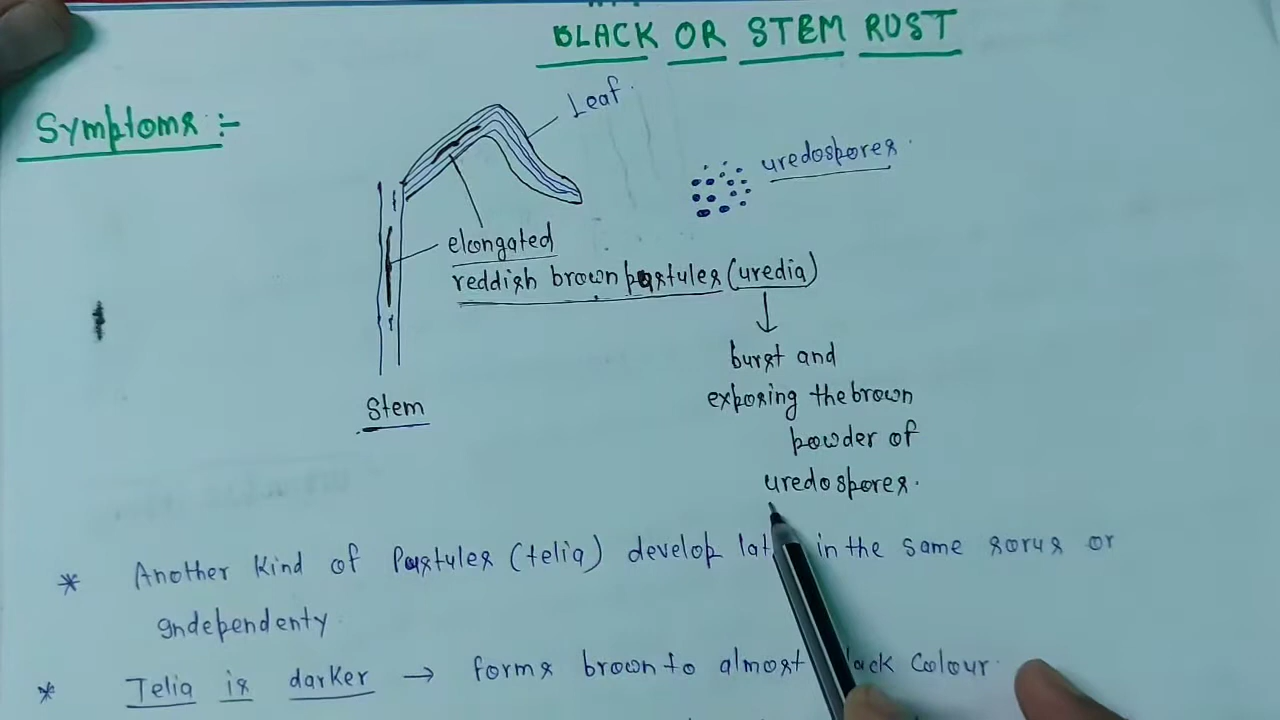 BLACK OR STEM RUST
Symptoms :-
Leaf
uredospores
elongated
reddish brown pustules (uredia)
burst and
exposing the brown
powder of
uredospores.
Stem
* Another kind of Pustules (telia) develop in the same sorus or
independenty
* Telia is darker → forms brown to almost colour